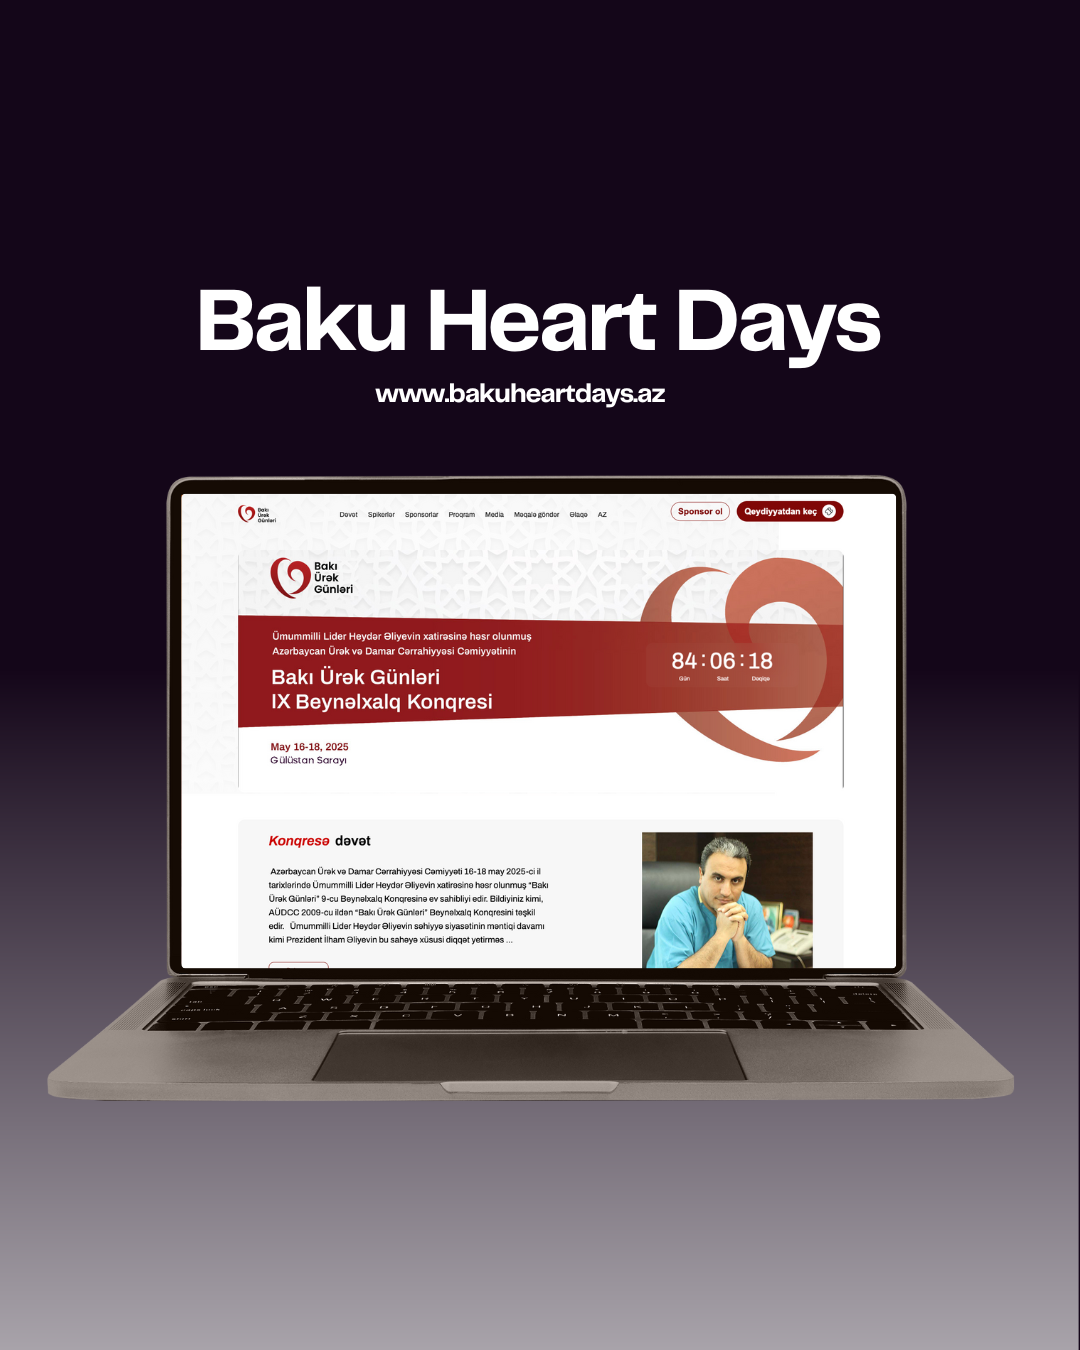 Baku Heart Days
www.bakuheartdays.az
Bakı
Ürək
Günləri
Dəvət Spikerlər Sponsorlar Proqram Media Məqalə göndər Əlaqə AZ
Sponsor ol
Qeydiyyatdan keç
Bakı
Ürək
Günləri
Ümummilli Lider Heydər Əliyevin xatirəsinə həsr olunmuş
Azərbaycan Ürək və Damar Cərrahiyyəsi Cəmiyyətinin
Bakı Ürək Günləri
IX Beynəlxalq Konqresi
84 : 06 : 18
Gün Saat Dəqiqə
May 16-18, 2025
Gülüstan Sarayı
Konqresə dəvət
Azərbaycan Ürək və Damar Cərrahiyyəsi Cəmiyyəti 16-18 may 2025-ci il
tarixlərində Ümummilli Lider Heydər Əliyevin xatirəsinə həsr olunmuş “Bakı
Ürək Günləri” 9-cu Beynəlxalq Konqresinə ev sahibliyi edir. Bildiyiniz kimi,
AÜDCC 2009-cu ildən “Bakı Ürək Günləri” Beynəlxalq Konqresini təşkil
edir. Ümummilli Lider Heydər Əliyevin səhiyyə siyasətinin məntiqi davamı
kimi Prezident İlham Əliyevin bu sahəyə xüsusi diqqət yetirməs ...